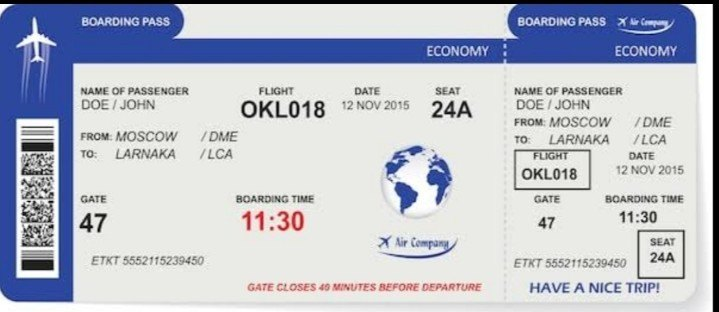 BOARDING PASS
ECONOMY
NAME OF PASSENGER
DOE / JOHN
FLIGHT
OKL018
DATE
12 NOV 2015
SEAT
24A
FROM: MOSCOW / DME
TO: LARNAKA / LCA
GATE
47
BOARDING TIME
11:30
Air Company
ETKT 5552115239450
GATE CLOSES 40 MINUTES BEFORE DEPARTURE
BOARDING PASS Air Company
ECONOMY
NAME OF PASSENGER
DOE / JOHN
FROM: MOSCOW / DME
TO: LARNAKA / LCA
FLIGHT
OKL018
DATE
12 NOV 2015
GATE
47
BOARDING TIME
11:30
SEAT
24A
ETKT 5552115239450
HAVE A NICE TRIP!